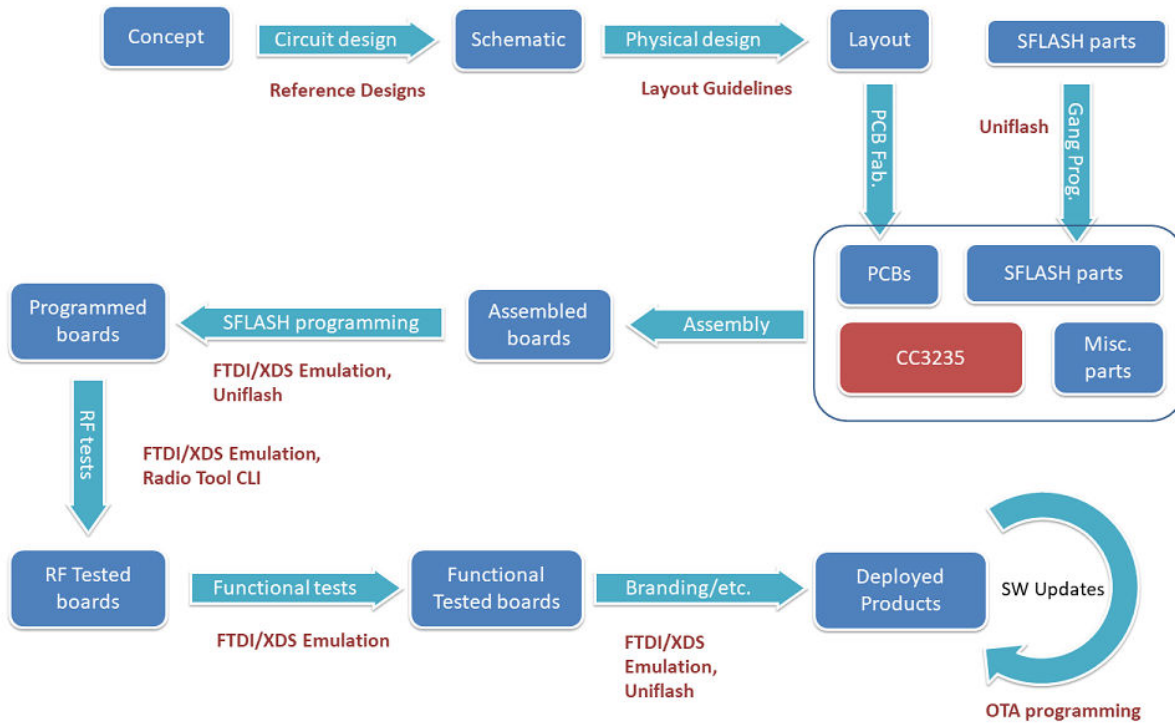 Concept
Circuit design
Schematic
Physical design
Layout
SFLASH parts
Reference Designs
Layout Guidelines
PCB Fab.
Uniflash
Gang Prog.
PCBs
SFLASH parts
Programmed
boards
SFLASH programming
Assembled
boards
Assembly
CC3235
Misc.
parts
FTDI/XDS Emulation,
Uniflash
RF tests
FTDI/XDS Emulation,
Radio Tool CLI
RF Tested
boards
Functional tests
Functional
Tested boards
Branding/etc.
Deployed
Products
SW Updates
FTDI/XDS Emulation
FTDI/XDS
Emulation,
Uniflash
OTA programming